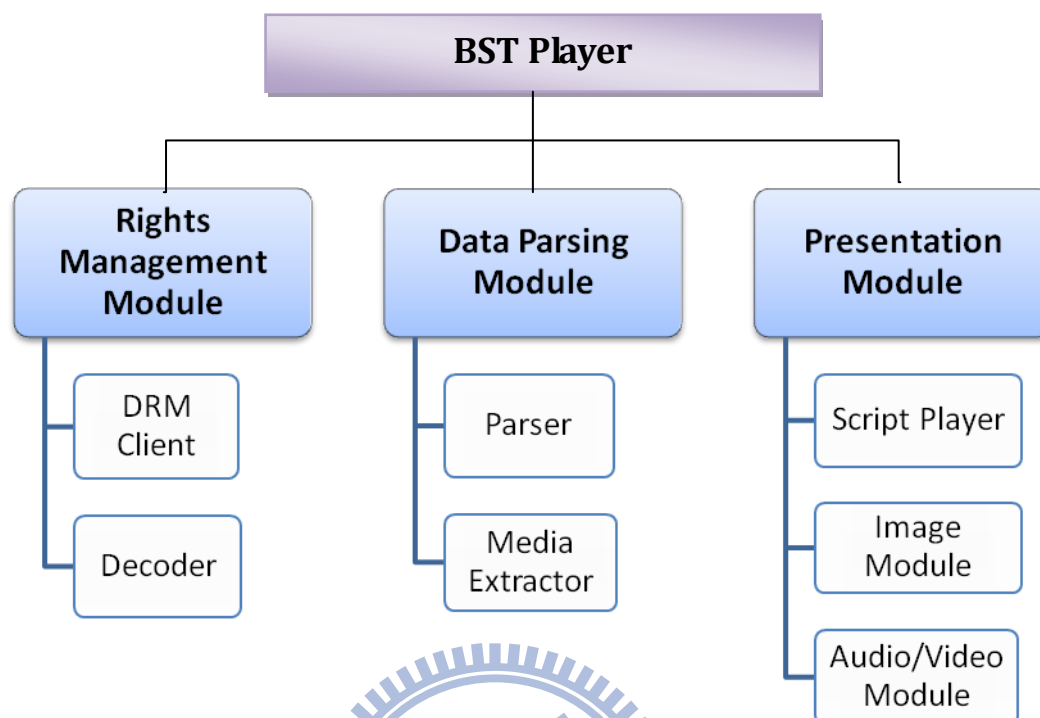 BST Player
Rights
Management
Module
Data Parsing
Module
Presentation
Module
DRM
Client
Decoder
Parser
Media
Extractor
Script Player
Image
Module
Audio/Video
Module